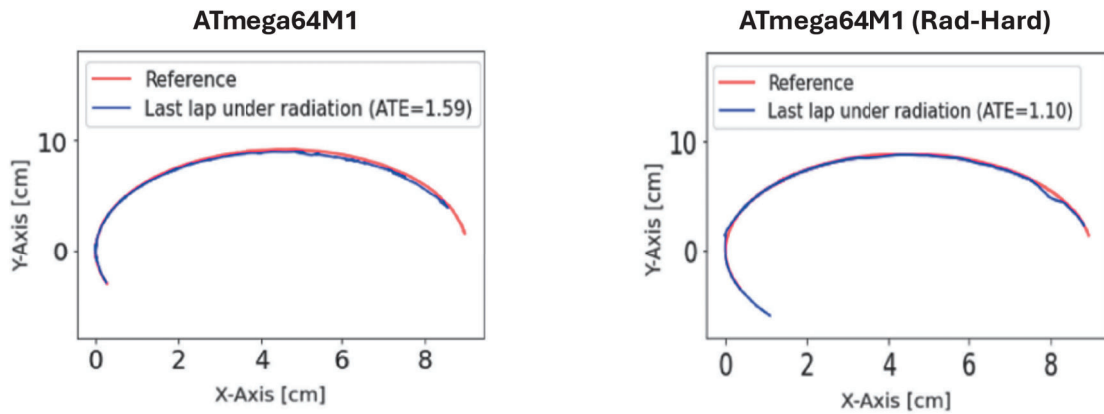 ATmega64M1
Reference
Last lap under radiation (ATE=1.59)
10
0
Y-Axis [cm]
0 2 4 6 8
X-Axis [cm]
ATmega64M1 (Rad-Hard)
Reference
Last lap under radiation (ATE=1.10)
10
0
Y-Axis [cm]
0 2 4 6 8
X-Axis [cm]